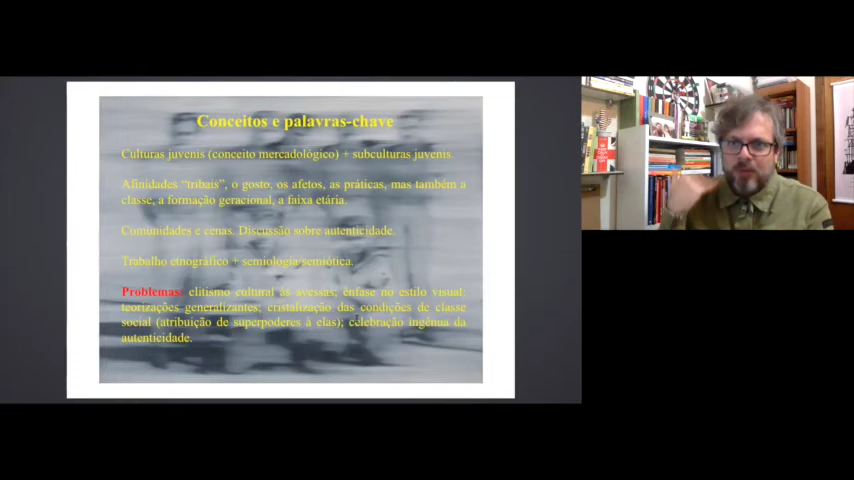 Conceitos e palavras-chave
Culturas juvenis (conceito mercadológico) + subculturas juvenis.
Afinidades “tribais”, o gosto, os afetos, as práticas, mas também a
classe, a formação geracional, a faixa etária.
Comunidades e cenas. Discussão sobre autenticidade.
Trabalho etnográfico + semiologia/semiótica.
Problemas: elitismo cultural às avessas; ênfase no estilo visual;
teorizações generalizantes; cristalização das condições de classe
social (atribuição de superpoderes à elas); celebração ingênua da
autenticidade.